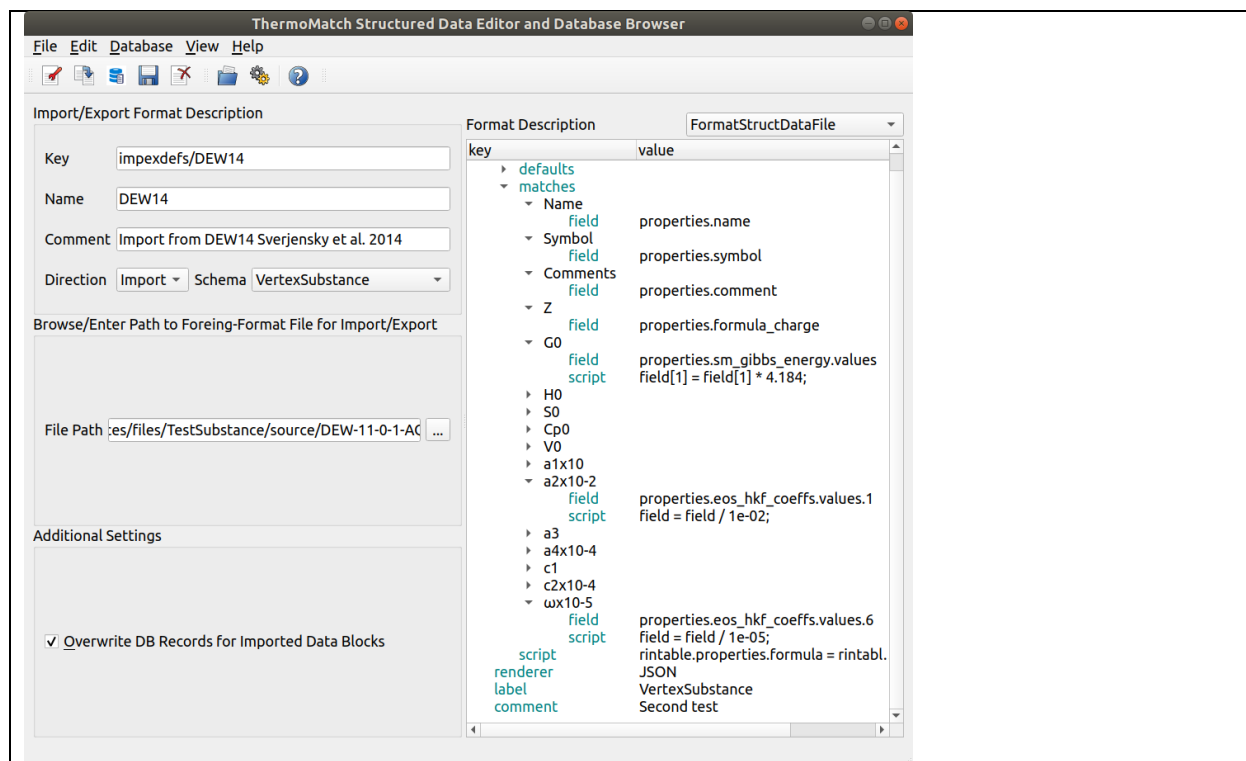 ThermoMatch Structured Data Editor and Database Browser
File Edit Database View Help
Import/Export Format Description
Key impexdefs/DEW14
Name DEW14
Comment Import from DEW14 Sverjensky et al. 2014
Direction Import Schema VertexSubstance
Browse/Enter Path to Foreing-Format File for Import/Export
File Path :es/files/TestSubstance/source/DEW-11-0-1-AQ ...
Additional Settings
Overwrite DB Records for Imported Data Blocks
Format Description FormatStructDataFile
key value
defaults
matches
Name
field properties.name
Symbol
field properties.symbol
Comments
field properties.comment
Z
field properties.formula_charge
G0
field properties.sm_gibbs_energy.values
script field[1] = field[1] * 4.184;
H0
S0
Cp0
V0
a1x10
a2x10-2
field properties.eos_hkf_coeffs.values.1
script field = field / 1e-02;
a3
a4x10-4
c1
c2x10-4
ωx10-5
field properties.eos_hkf_coeffs.values.6
script field = field / 1e-05;
script rintable.properties.formula = rintabl.
renderer JSON
label VertexSubstance
comment Second test